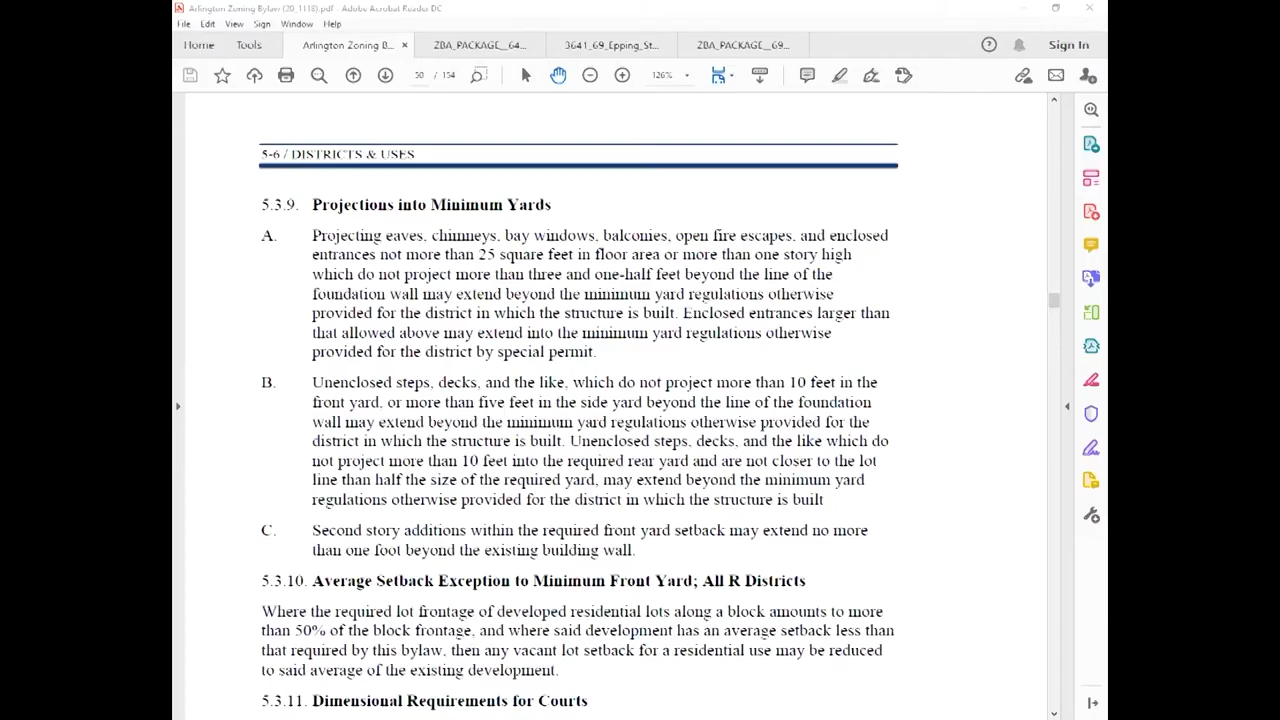 Arlington Zoning Bylaw (20_1118).pdf - Adobe Acrobat Reader DC
File Edit View Sign Window Help
Home Tools Arlington Zoning B... × ZBA_PACKAGE__64... 3641_69_Epping_St... ZBA_PACKAGE__69... Sign In
50 / 154 126%
5-6 / DISTRICTS & USES
5.3.9. Projections into Minimum Yards
A. Projecting eaves, chimneys, bay windows, balconies, open fire escapes, and enclosed
entrances not more than 25 square feet in floor area or more than one story high
which do not project more than three and one-half feet beyond the line of the
foundation wall may extend beyond the minimum yard regulations otherwise
provided for the district in which the structure is built. Enclosed entrances larger than
that allowed above may extend into the minimum yard regulations otherwise
provided for the district by special permit.
B. Unenclosed steps, decks, and the like, which do not project more than 10 feet in the
front yard, or more than five feet in the side yard beyond the line of the foundation
wall may extend beyond the minimum yard regulations otherwise provided for the
district in which the structure is built. Unenclosed steps, decks, and the like which do
not project more than 10 feet into the required rear yard and are not closer to the lot
line than half the size of the required yard, may extend beyond the minimum yard
regulations otherwise provided for the district in which the structure is built
C. Second story additions within the required front yard setback may extend no more
than one foot beyond the existing building wall.
5.3.10. Average Setback Exception to Minimum Front Yard; All R Districts
Where the required lot frontage of developed residential lots along a block amounts to more
than 50% of the block frontage, and where said development has an average setback less than
that required by this bylaw, then any vacant lot setback for a residential use may be reduced
to said average of the existing development.
5.3.11. Dimensional Requirements for Courts